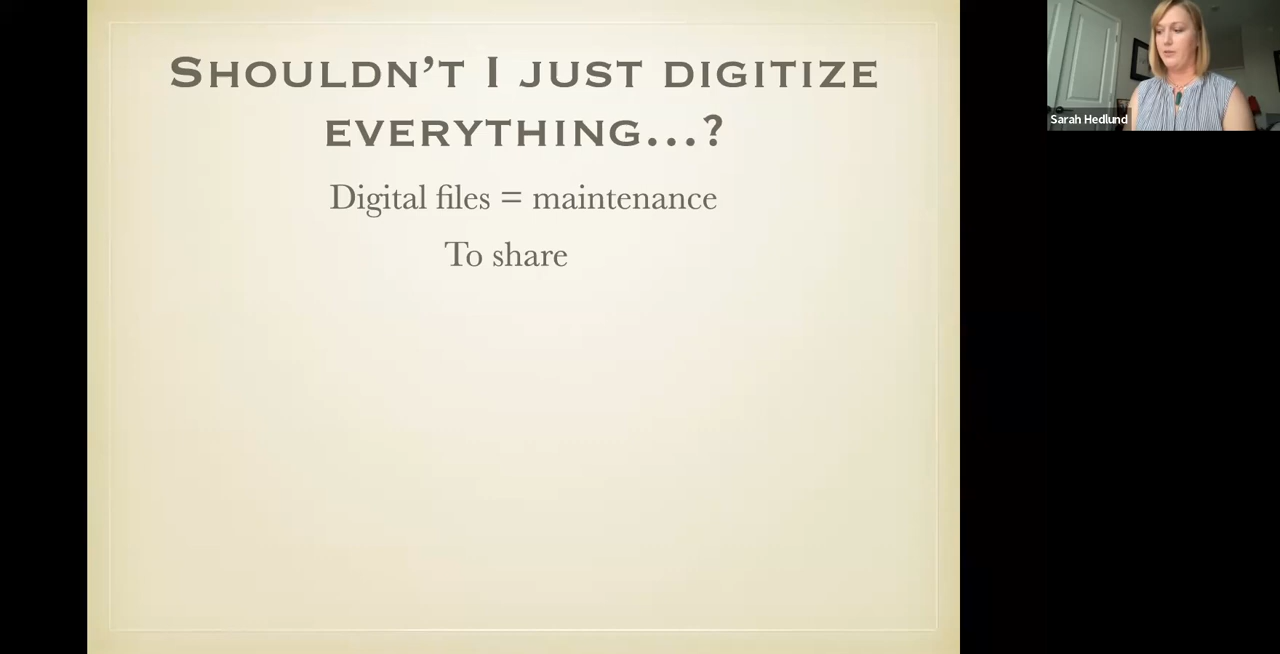 Shouldn't I just digitize
everything...?
Digital files = maintenance
To share
Sarah Hedlund